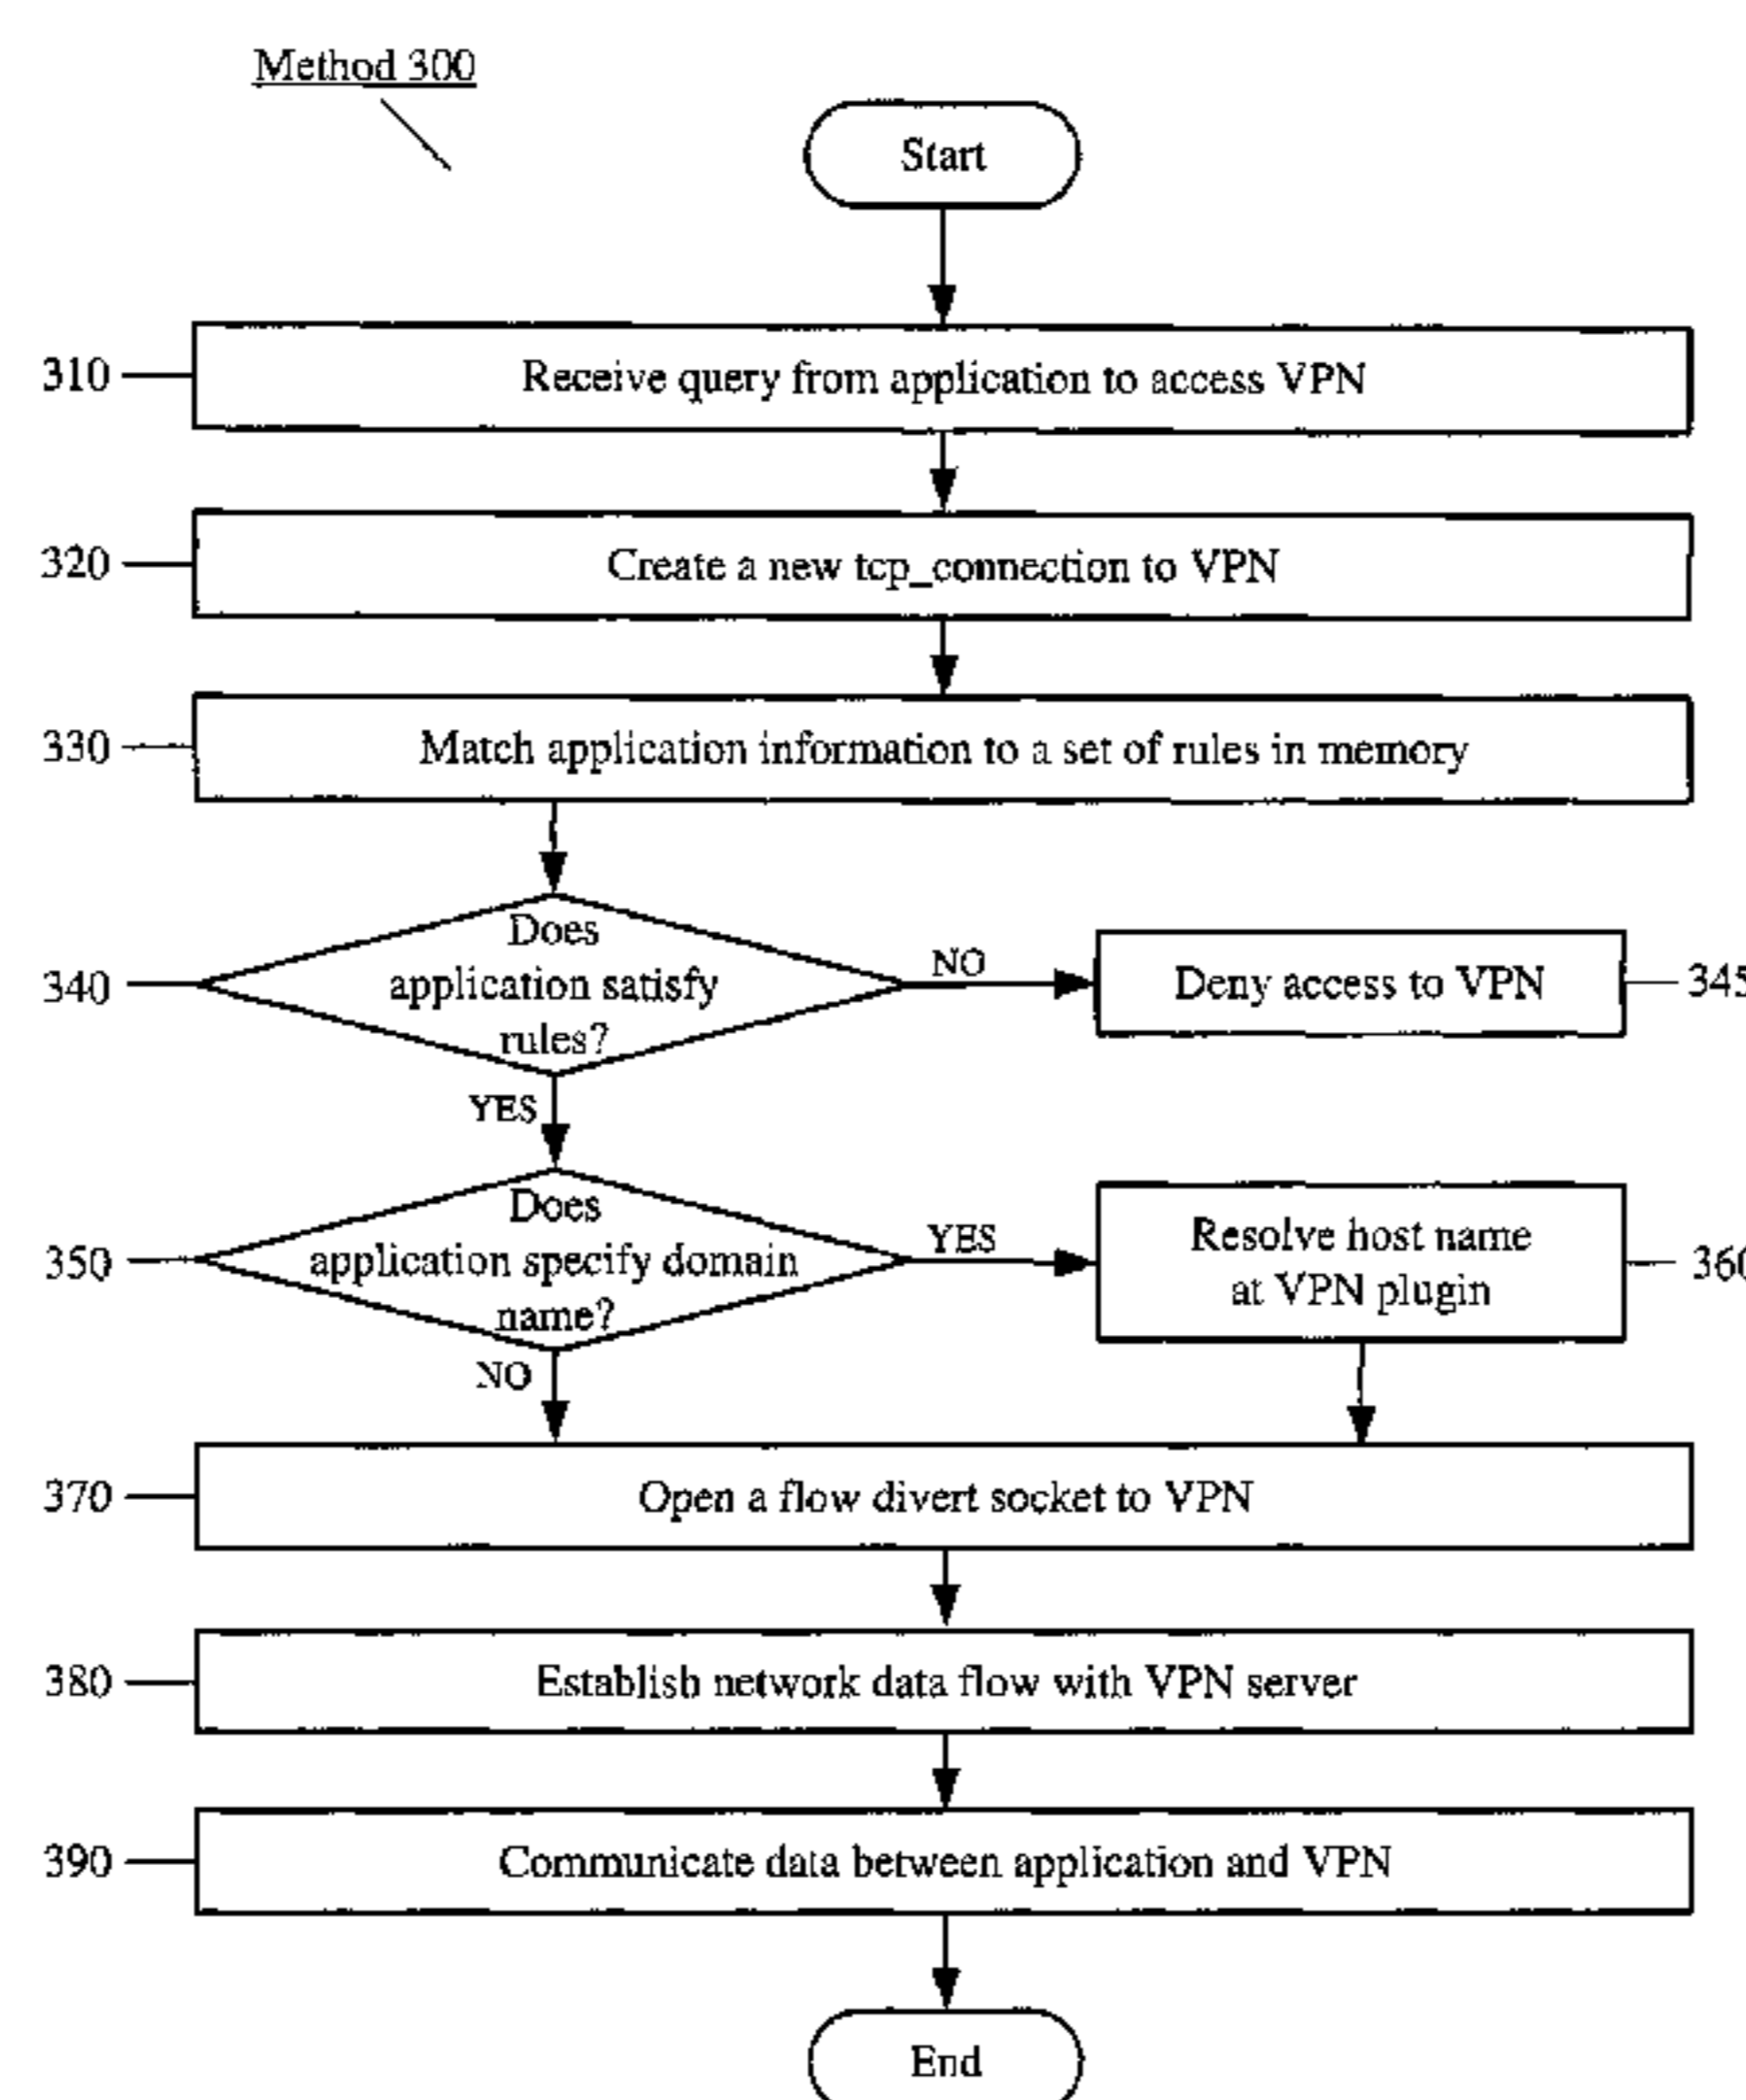 Method 300
Start
310
Receive query from application to access VPN
320
Create a new tcp_connection to VPN
330
Match application information to a set of rules in memory
340
Does
application satisfy
rules?
NO
Deny access to VPN
345
YES
350
Does
application specify domain
name?
YES
Resolve host name
at VPN plugin
360
NO
370
Open a flow divert socket to VPN
380
Establish network data flow with VPN server
390
Communicate data between application and VPN
End